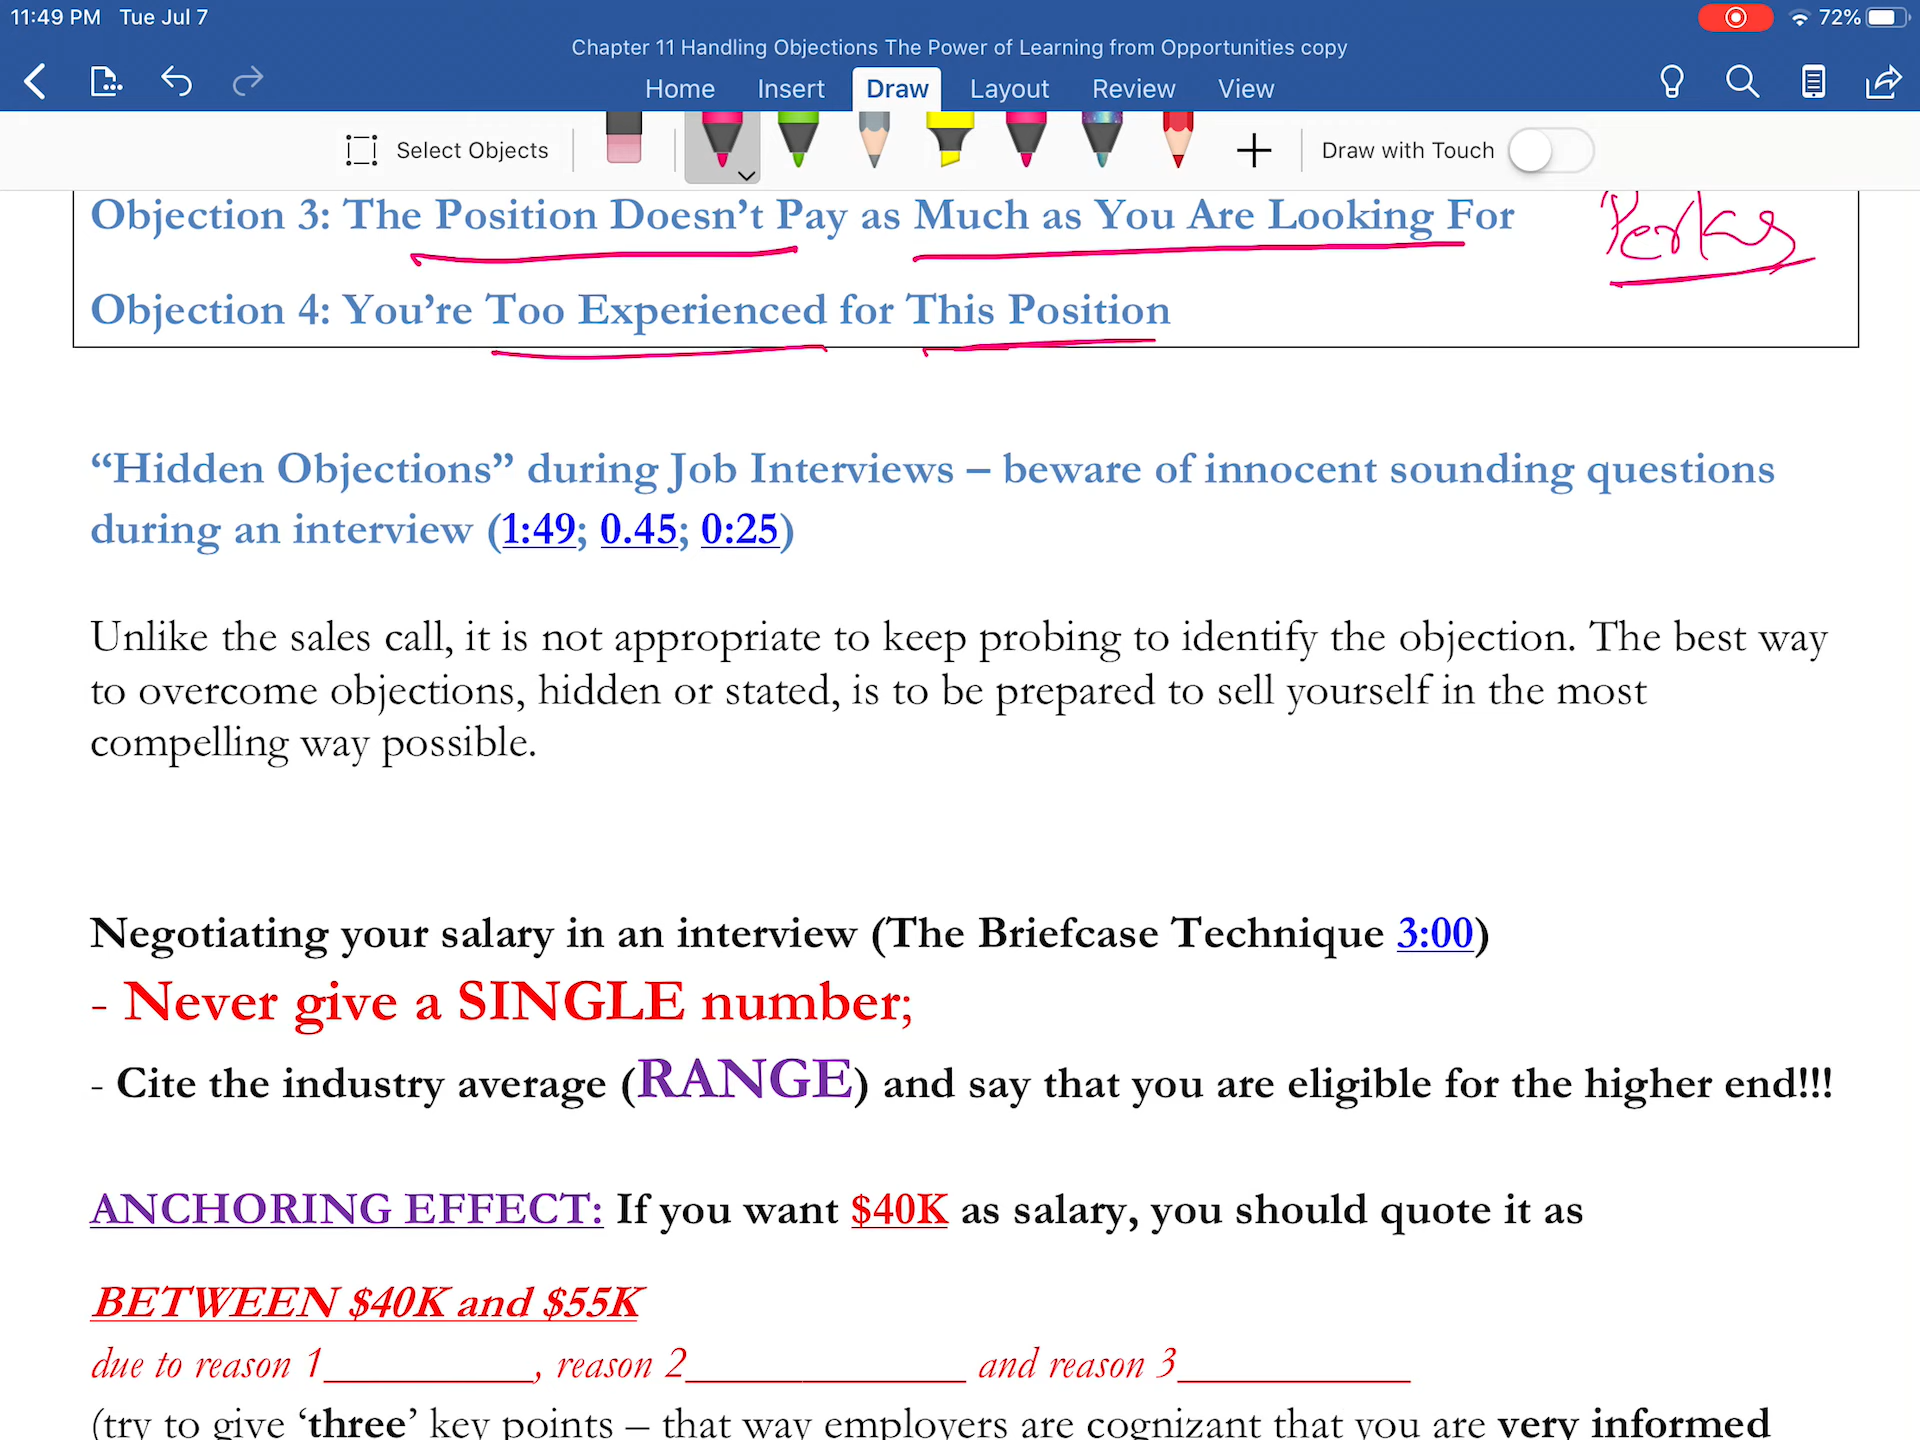 11:49 PM Tue Jul 7 72%
Chapter 11 Handling Objections The Power of Learning from Opportunities copy
Home Insert Draw Layout Review View
Select Objects Draw with Touch
Objection 3: The Position Doesn’t Pay as Much as You Are Looking For Perks
Objection 4: You’re Too Experienced for This Position
“Hidden Objections” during Job Interviews – beware of innocent sounding questions
during an interview (1:49; 0.45; 0:25)
Unlike the sales call, it is not appropriate to keep probing to identify the objection. The best way
to overcome objections, hidden or stated, is to be prepared to sell yourself in the most
compelling way possible.
Negotiating your salary in an interview (The Briefcase Technique 3:00)
- Never give a SINGLE number;
- Cite the industry average (RANGE) and say that you are eligible for the higher end!!!
ANCHORING EFFECT: If you want $40K as salary, you should quote it as
BETWEEN $40K and $55K
due to reason 1_________, reason 2____________ and reason 3__________
(try to give ‘three’ key points – that way employers are cognizant that you are very informed